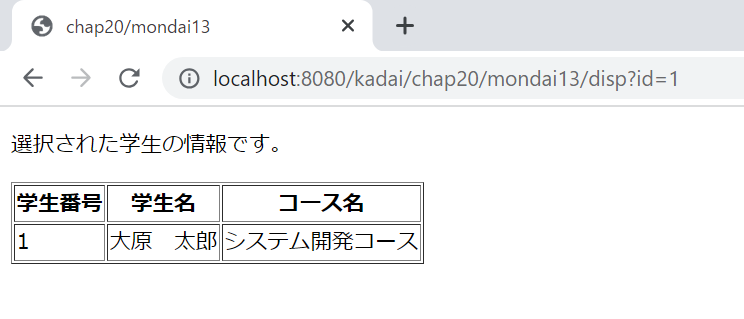 chap20/mondai13
localhost:8080/kadai/chap20/mondai13/disp?id=1
選択された学生の情報です。
学生番号 学生名 コース名
1 大原　太郎 システム開発コース